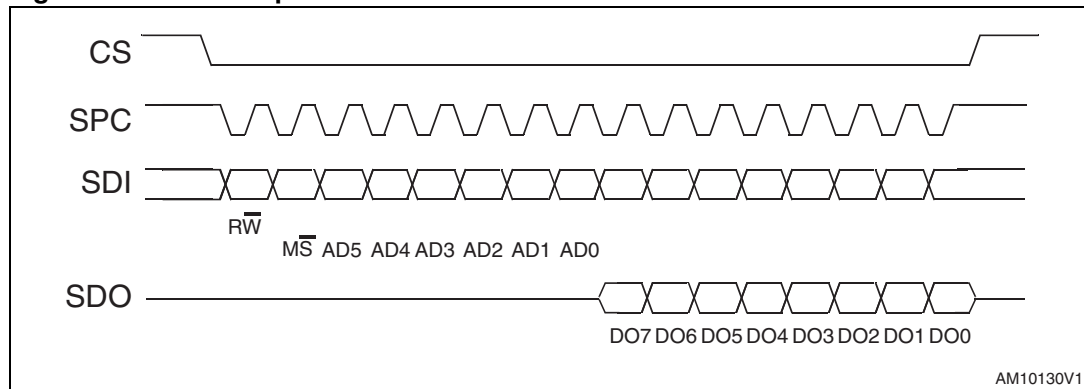 CS
SPC
SDI
RW̅
MS̅ AD5 AD4 AD3 AD2 AD1 AD0
SDO
DO7 DO6 DO5 DO4 DO3 DO2 DO1 DO0
AM10130V1